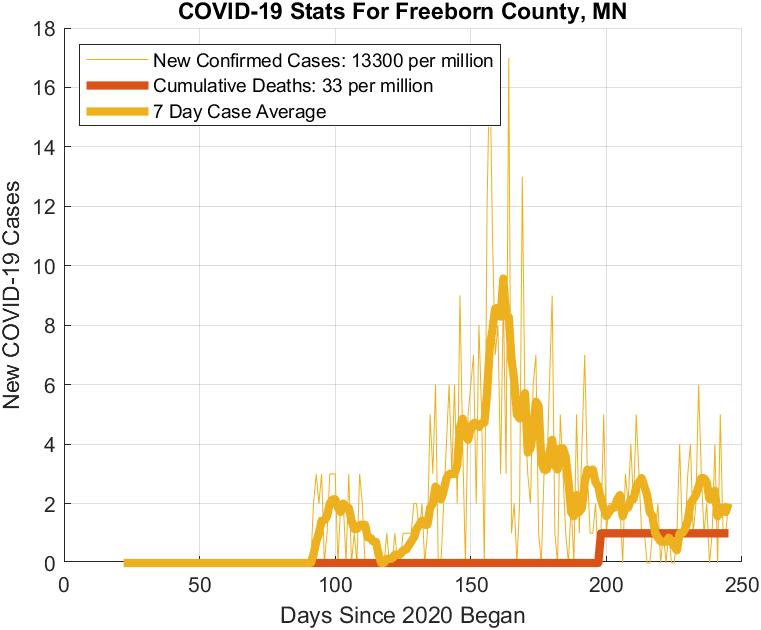 COVID-19 Stats For Freeborn County, MN
New Confirmed Cases: 13300 per million
Cumulative Deaths: 33 per million
7 Day Case Average
New COVID-19 Cases
18
16
14
12
10
8
6
4
2
0
0 50 100 150 200 250
Days Since 2020 Began